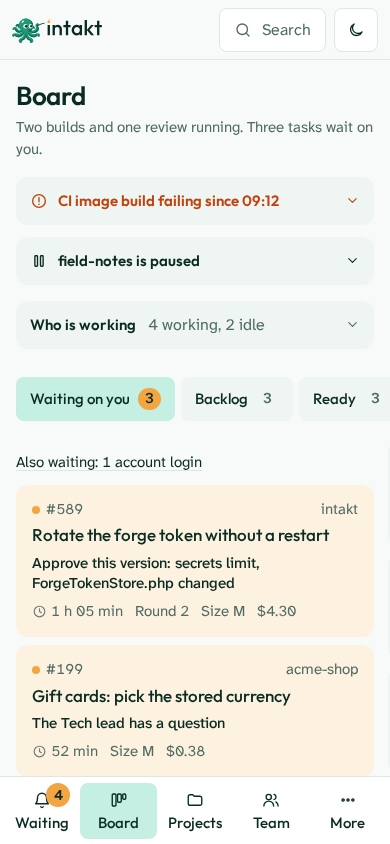 intakt
Search
Board
Two builds and one review running. Three tasks wait on
you.
CI image build failing since 09:12
field-notes is paused
Who is working 4 working, 2 idle
Waiting on you 3 Backlog 3 Ready 3
Also waiting: 1 account login
#589 intakt
Rotate the forge token without a restart
Approve this version: secrets limit,
ForgeTokenStore.php changed
1 h 05 min Round 2 Size M $4.30
#199 acme-shop
Gift cards: pick the stored currency
The Tech lead has a question
52 min Size M $0.38
4
Waiting Board Projects Team More